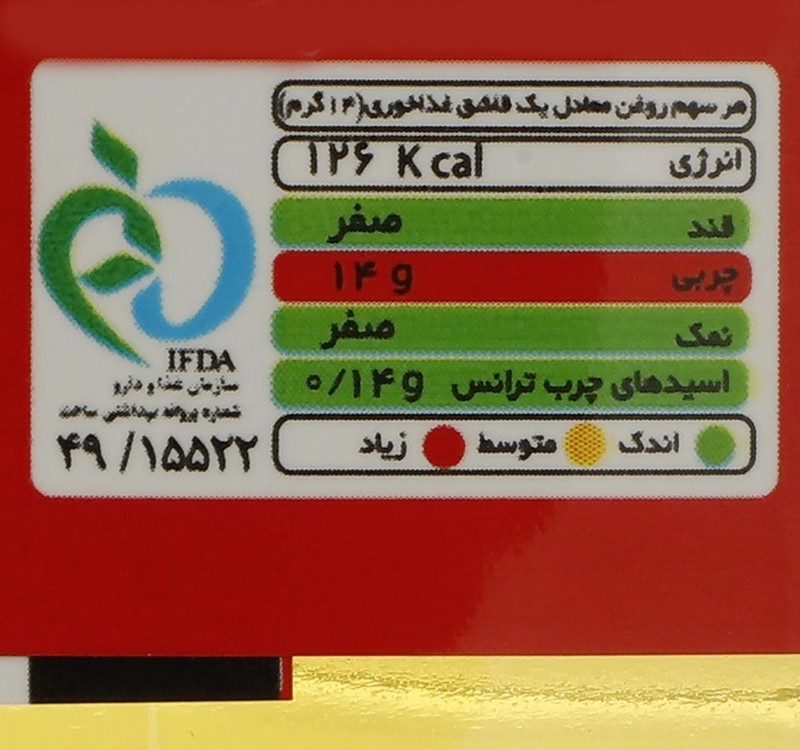 هر سهم روغن معادل یک قاشق غذاخوری(۱۴ گرم)
انرژی ۱۲۶ K cal
قند صفر
چربی ۱۴ g
نمک صفر
اسیدهای چرب ترانس ۰/۱۴g
اندک متوسط زیاد
IFDA
سازمان غذا و دارو
شماره پروانه بهداشتی ساخت
۴۹/۱۵۵۲۲